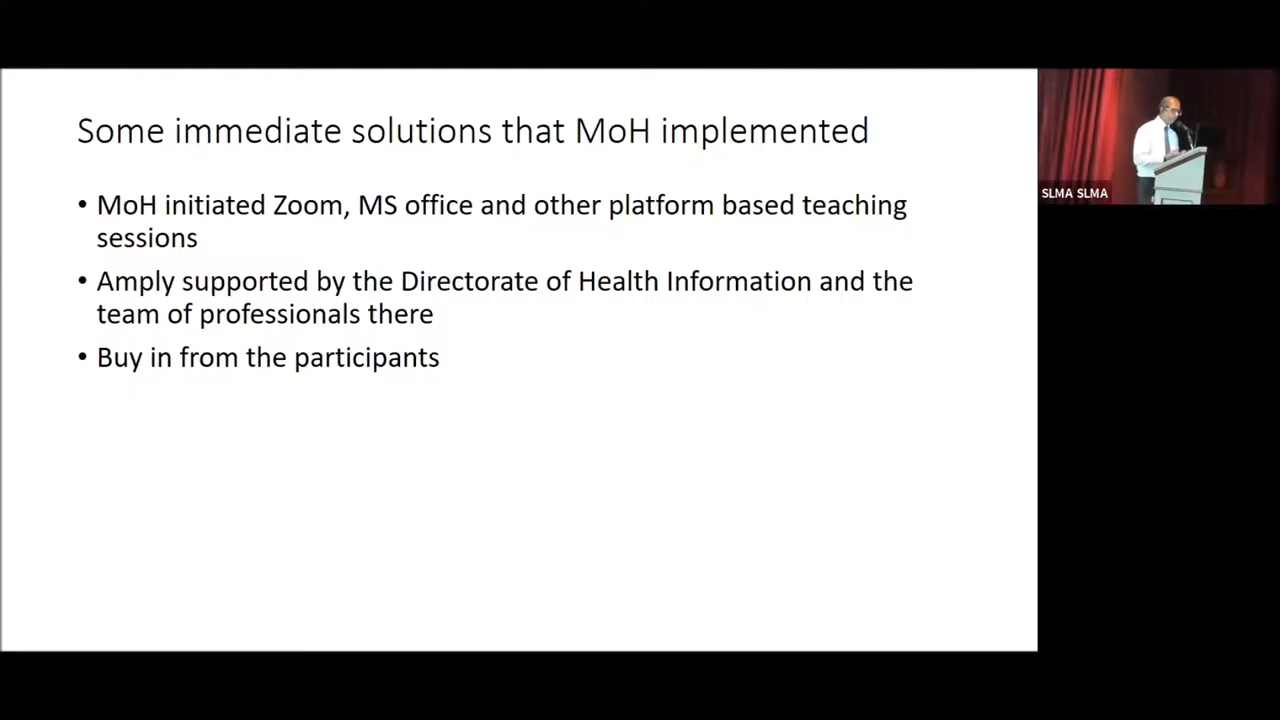 Some immediate solutions that MoH implemented
• MoH initiated Zoom, MS office and other platform based teaching
sessions
• Amply supported by the Directorate of Health Information and the
team of professionals there
• Buy in from the participants
SLMA SLMA